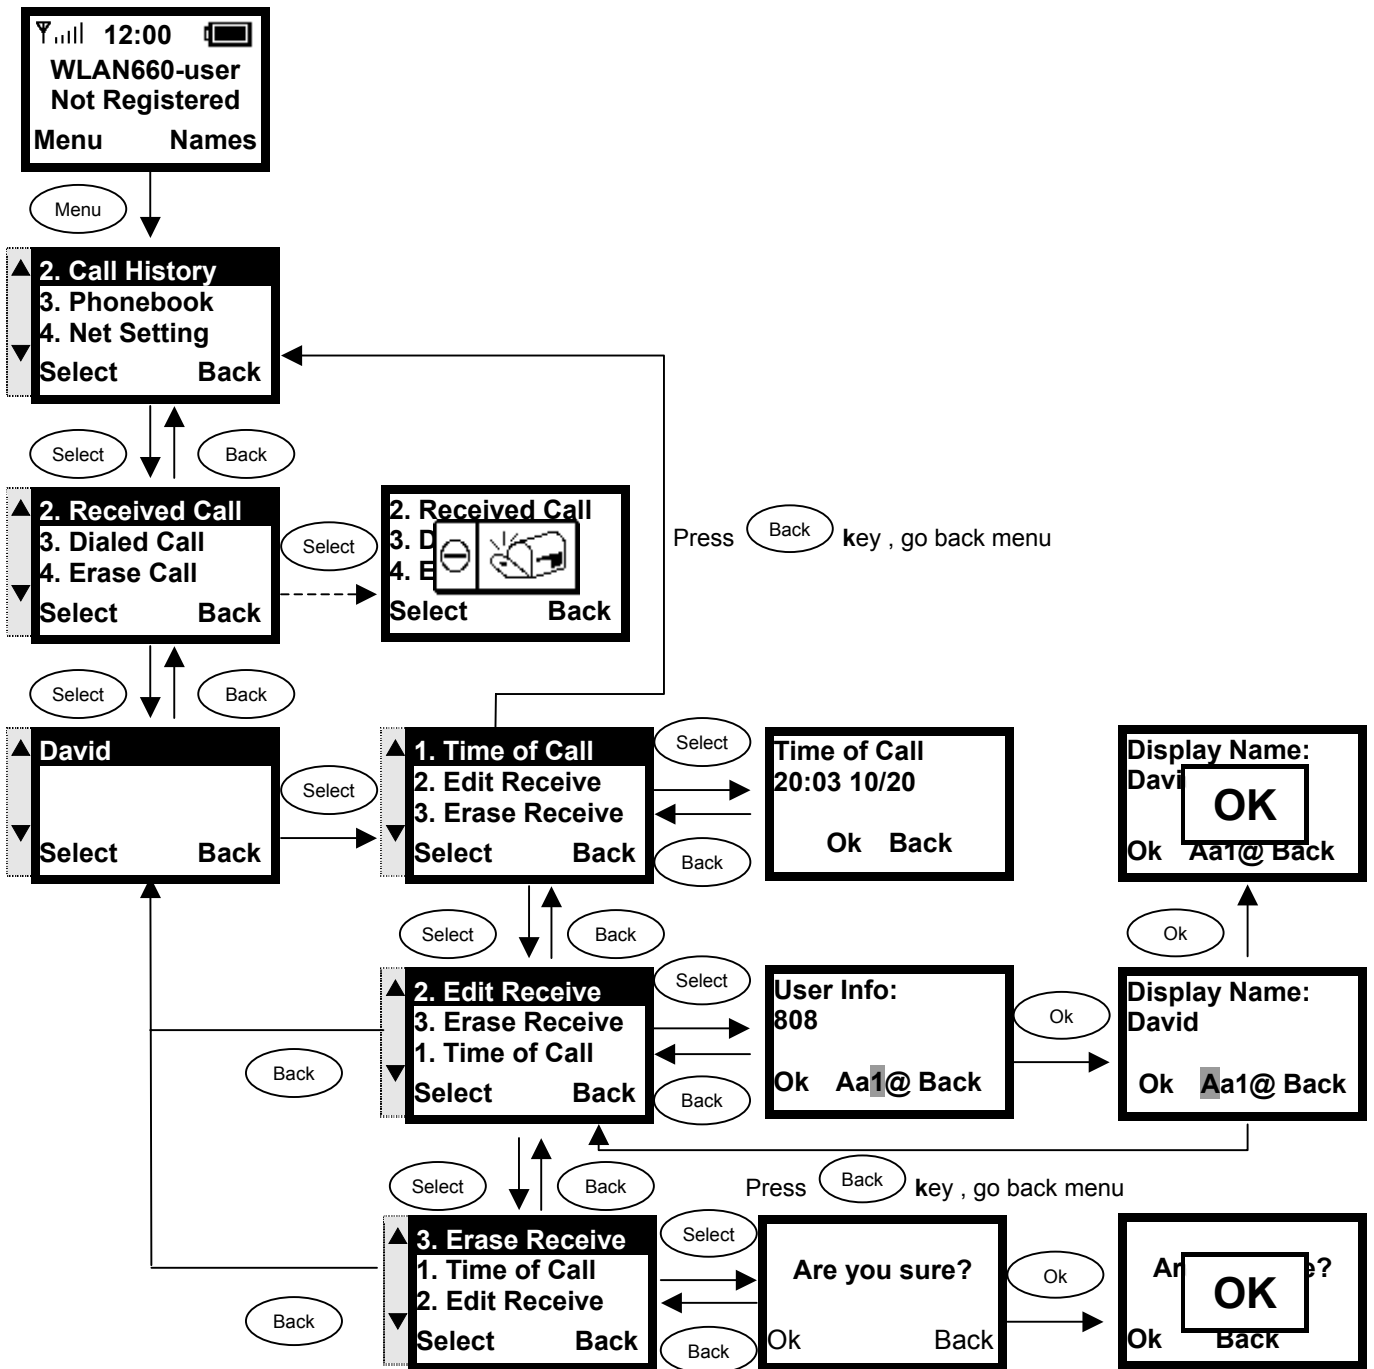 12:00
WLAN660-user
Not Registered
Menu Names
Menu
2. Call History
3. Phonebook
4. Net Setting
Select Back
Select
Back
2. Received Call
3. Dialed Call
4. Erase Call
Select Back
Select
2. Received Call
3. D
4. E
Select Back
Press Back key , go back menu
Select
Back
David
Select Back
Select
1. Time of Call
2. Edit Receive
3. Erase Receive
Select Back
Select
Back
Time of Call
20:03 10/20
Ok Back
Display Name:
Davi
OK
Ok Aa1@ Back
Select
Back
Ok
2. Edit Receive
3. Erase Receive
1. Time of Call
Select Back
Back
Select
Back
User Info:
808
Ok Aa1@ Back
Ok
Display Name:
David
Ok Aa1@ Back
Select
Back
Press Back key , go back menu
3. Erase Receive
1. Time of Call
2. Edit Receive
Select Back
Back
Select
Back
Are you sure?
Ok Back
Ok
Ar e?
OK
Ok Back